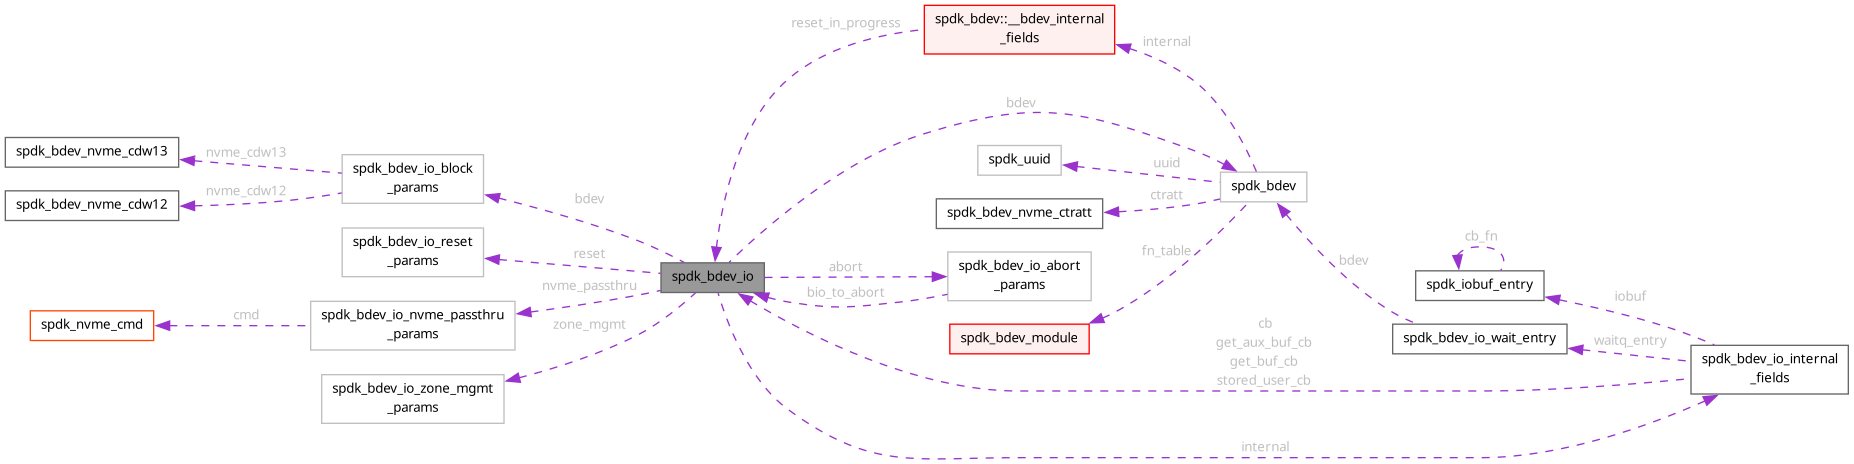 reset_in_progress
spdk_bdev::__bdev_internal
_fields
internal
bdev
spdk_bdev_nvme_cdw13
nvme_cdw13
spdk_bdev_io_block
_params
nvme_cdw12
spdk_bdev_nvme_cdw12
bdev
spdk_uuid
uuid
spdk_bdev
ctratt
spdk_bdev_nvme_ctratt
spdk_bdev_io_reset
_params
reset
spdk_bdev_io
abort
bio_to_abort
spdk_bdev_io_abort
_params
fn_table
bdev
cb_fn
spdk_iobuf_entry
iobuf
nvme_passthru
spdk_nvme_cmd
cmd
spdk_bdev_io_nvme_passthru
_params
zone_mgmt
spdk_bdev_module
cb
get_aux_buf_cb
get_buf_cb
stored_user_cb
spdk_bdev_io_wait_entry
waitq_entry
spdk_bdev_io_internal
_fields
spdk_bdev_io_zone_mgmt
_params
internal